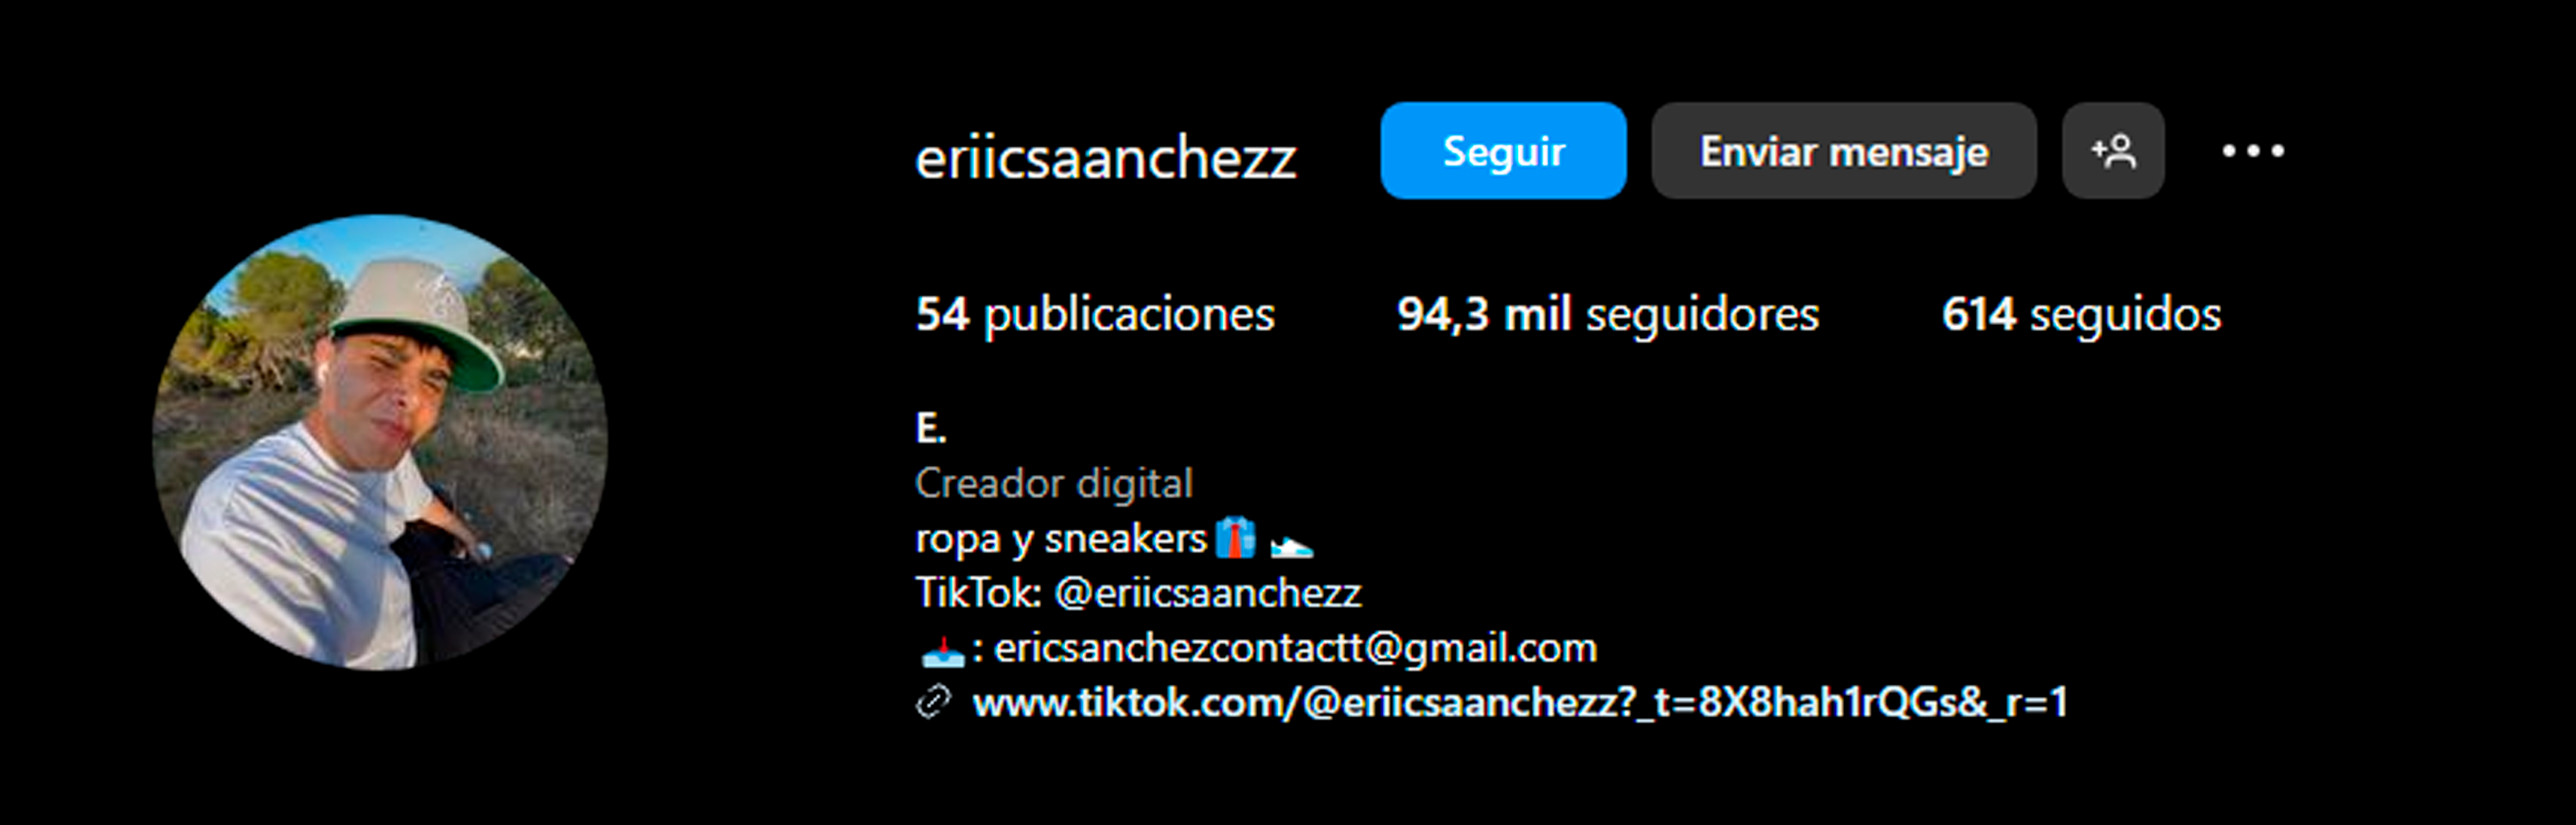 eriicsaanchezz Seguir Enviar mensaje
54 publicaciones 94,3 mil seguidores 614 seguidos
E.
Creador digital
ropa y sneakers👔 👟
TikTok: @eriicsaanchezz
📥: ericsanchezcontactt@gmail.com
www.tiktok.com/@eriicsaanchezz?_t=8X8hah1rQGs&_r=1